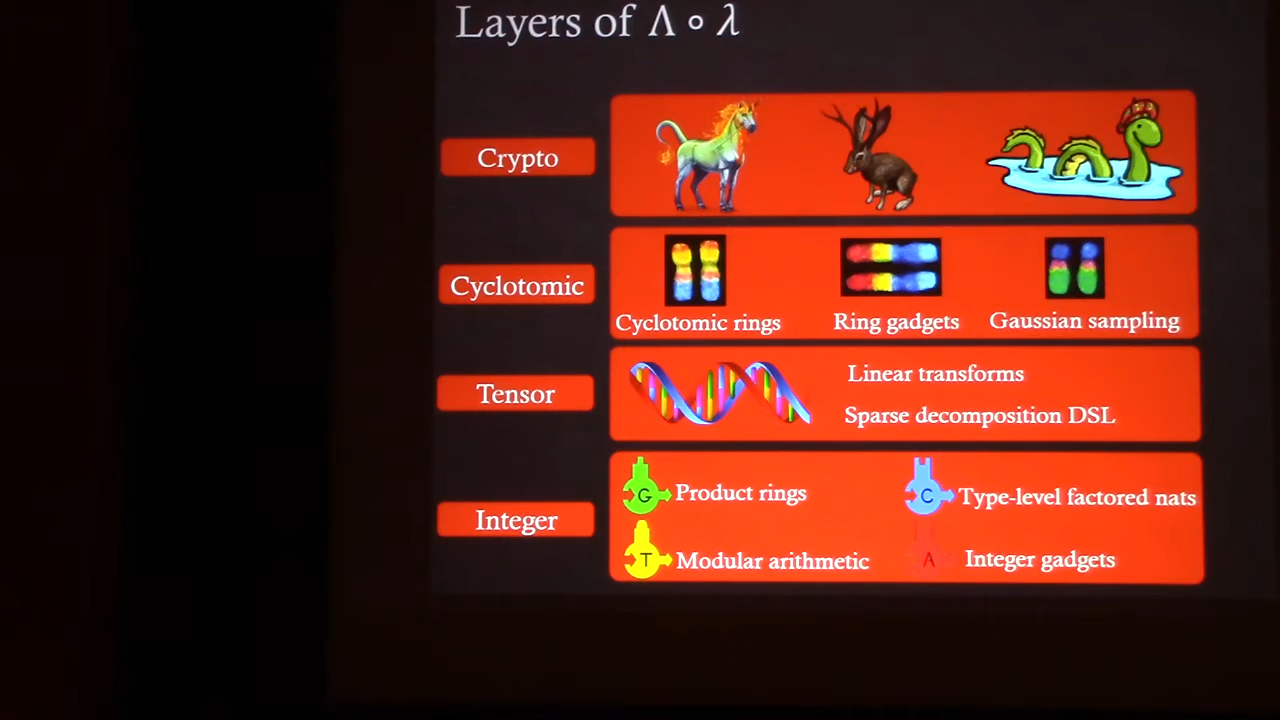 Layers of Λ ∘ λ
Crypto
Cyclotomic
Cyclotomic rings
Ring gadgets
Gaussian sampling
Tensor
Linear transforms
Sparse decomposition DSL
Integer
G Product rings
C Type-level factored nats
T Modular arithmetic
A Integer gadgets